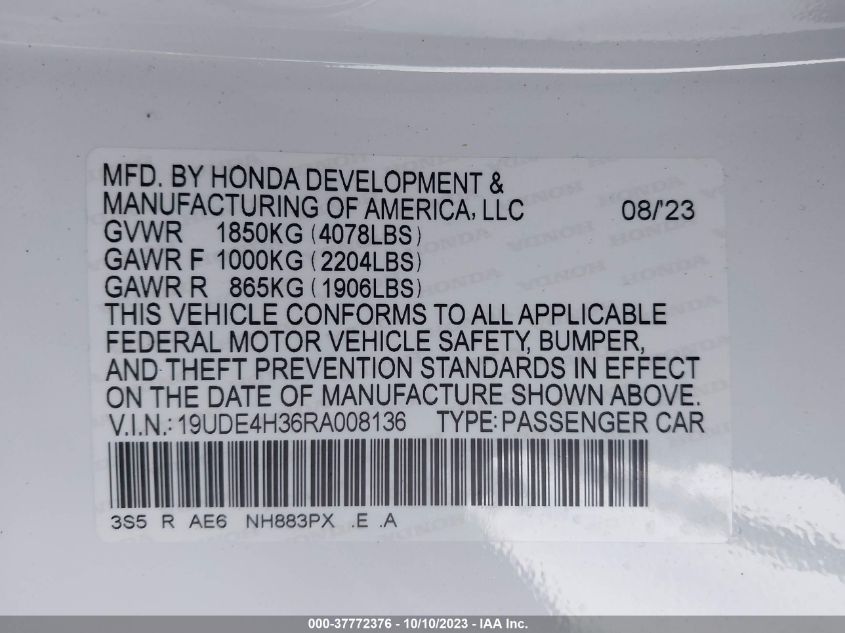 MFD. BY HONDA DEVELOPMENT &
MANUFACTURING OF AMERICA, LLC 08/'23
GVWR 1850KG (4078LBS)
GAWR F 1000KG (2204LBS)
GAWR R 865KG (1906LBS)
THIS VEHICLE CONFORMS TO ALL APPLICABLE
FEDERAL MOTOR VEHICLE SAFETY, BUMPER,
AND THEFT PREVENTION STANDARDS IN EFFECT
ON THE DATE OF MANUFACTURE SHOWN ABOVE.
V.I.N.: 19UDE4H36RA008136 TYPE: PASSENGER CAR
3S5 R AE6 NH883PX .E .A
000-37772376 - 10/10/2023 - IAA Inc.